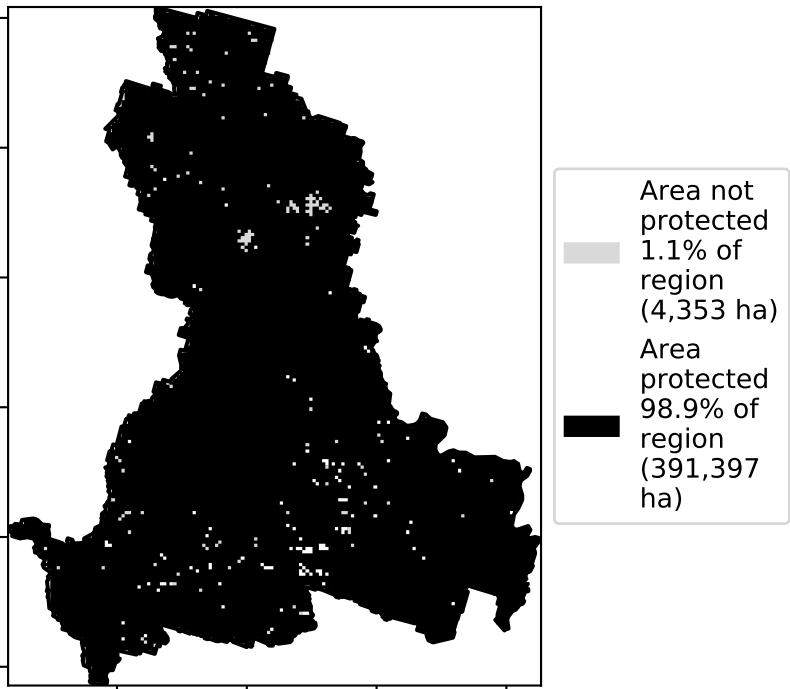 Area not
protected
1.1% of
region
(4,353 ha)
Area
protected
98.9% of
region
(391,397
ha)